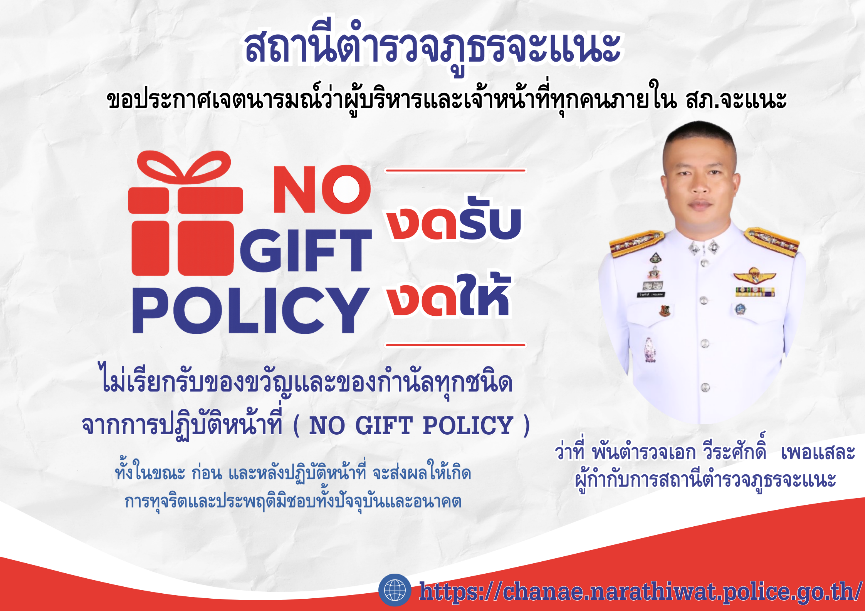 สถานีตำรวจภูธรจะแนะ
ขอประกาศเจตนารมณ์ว่าผู้บริหารและเจ้าหน้าที่ทุกคนภายใน สภ.จะแนะ
NO
GIFT
POLICY
งดรับ
งดให้
ไม่เรียกรับของขวัญและของกำนัลทุกชนิด
จากการปฏิบัติหน้าที่ ( NO GIFT POLICY )
ทั้งในขณะ ก่อน และหลังปฏิบัติหน้าที่ จะส่งผลให้เกิด
การทุจริตและประพฤติมิชอบทั้งปัจจุบันและอนาคต
ว่าที่ พันตำรวจเอก วีระศักดิ์ เพอแสละ
ผู้กำกับการสถานีตำรวจภูธรจะแนะ
https://chanae.narathiwat.police.go.th/